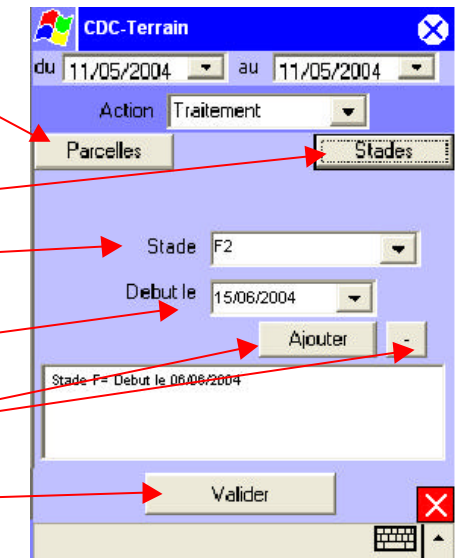 CDC-Terrain
du 11/05/2004 au 11/05/2004
Action Traitement
Parcelles Stades
Stade F2
Debut le 15/06/2004
Ajouter -
Stade F= Debut le 06/06/2004
Valider